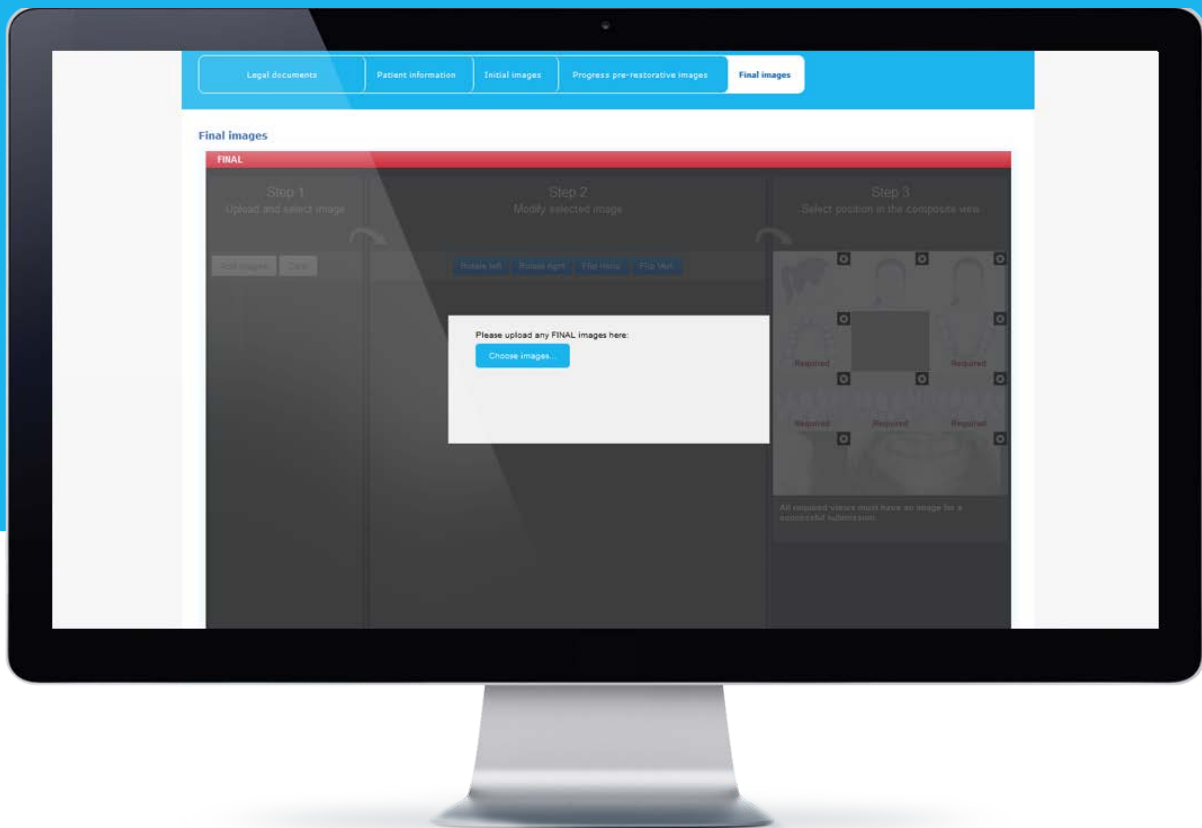 Legal documents
Patient information
Initial images
Progress pre-restorative images
Final images
Final images
FINAL
Step 1
Upload and select image
Step 2
Modify selected image
Step 3
Select position in the composite view
Add images
Clear
Rotate left
Rotate right
Flip horiz
Flip Vert
Please upload any FINAL images here:
Choose images...
Required
Required
Required
Required
Required
All required views must have an image for a
successful submission